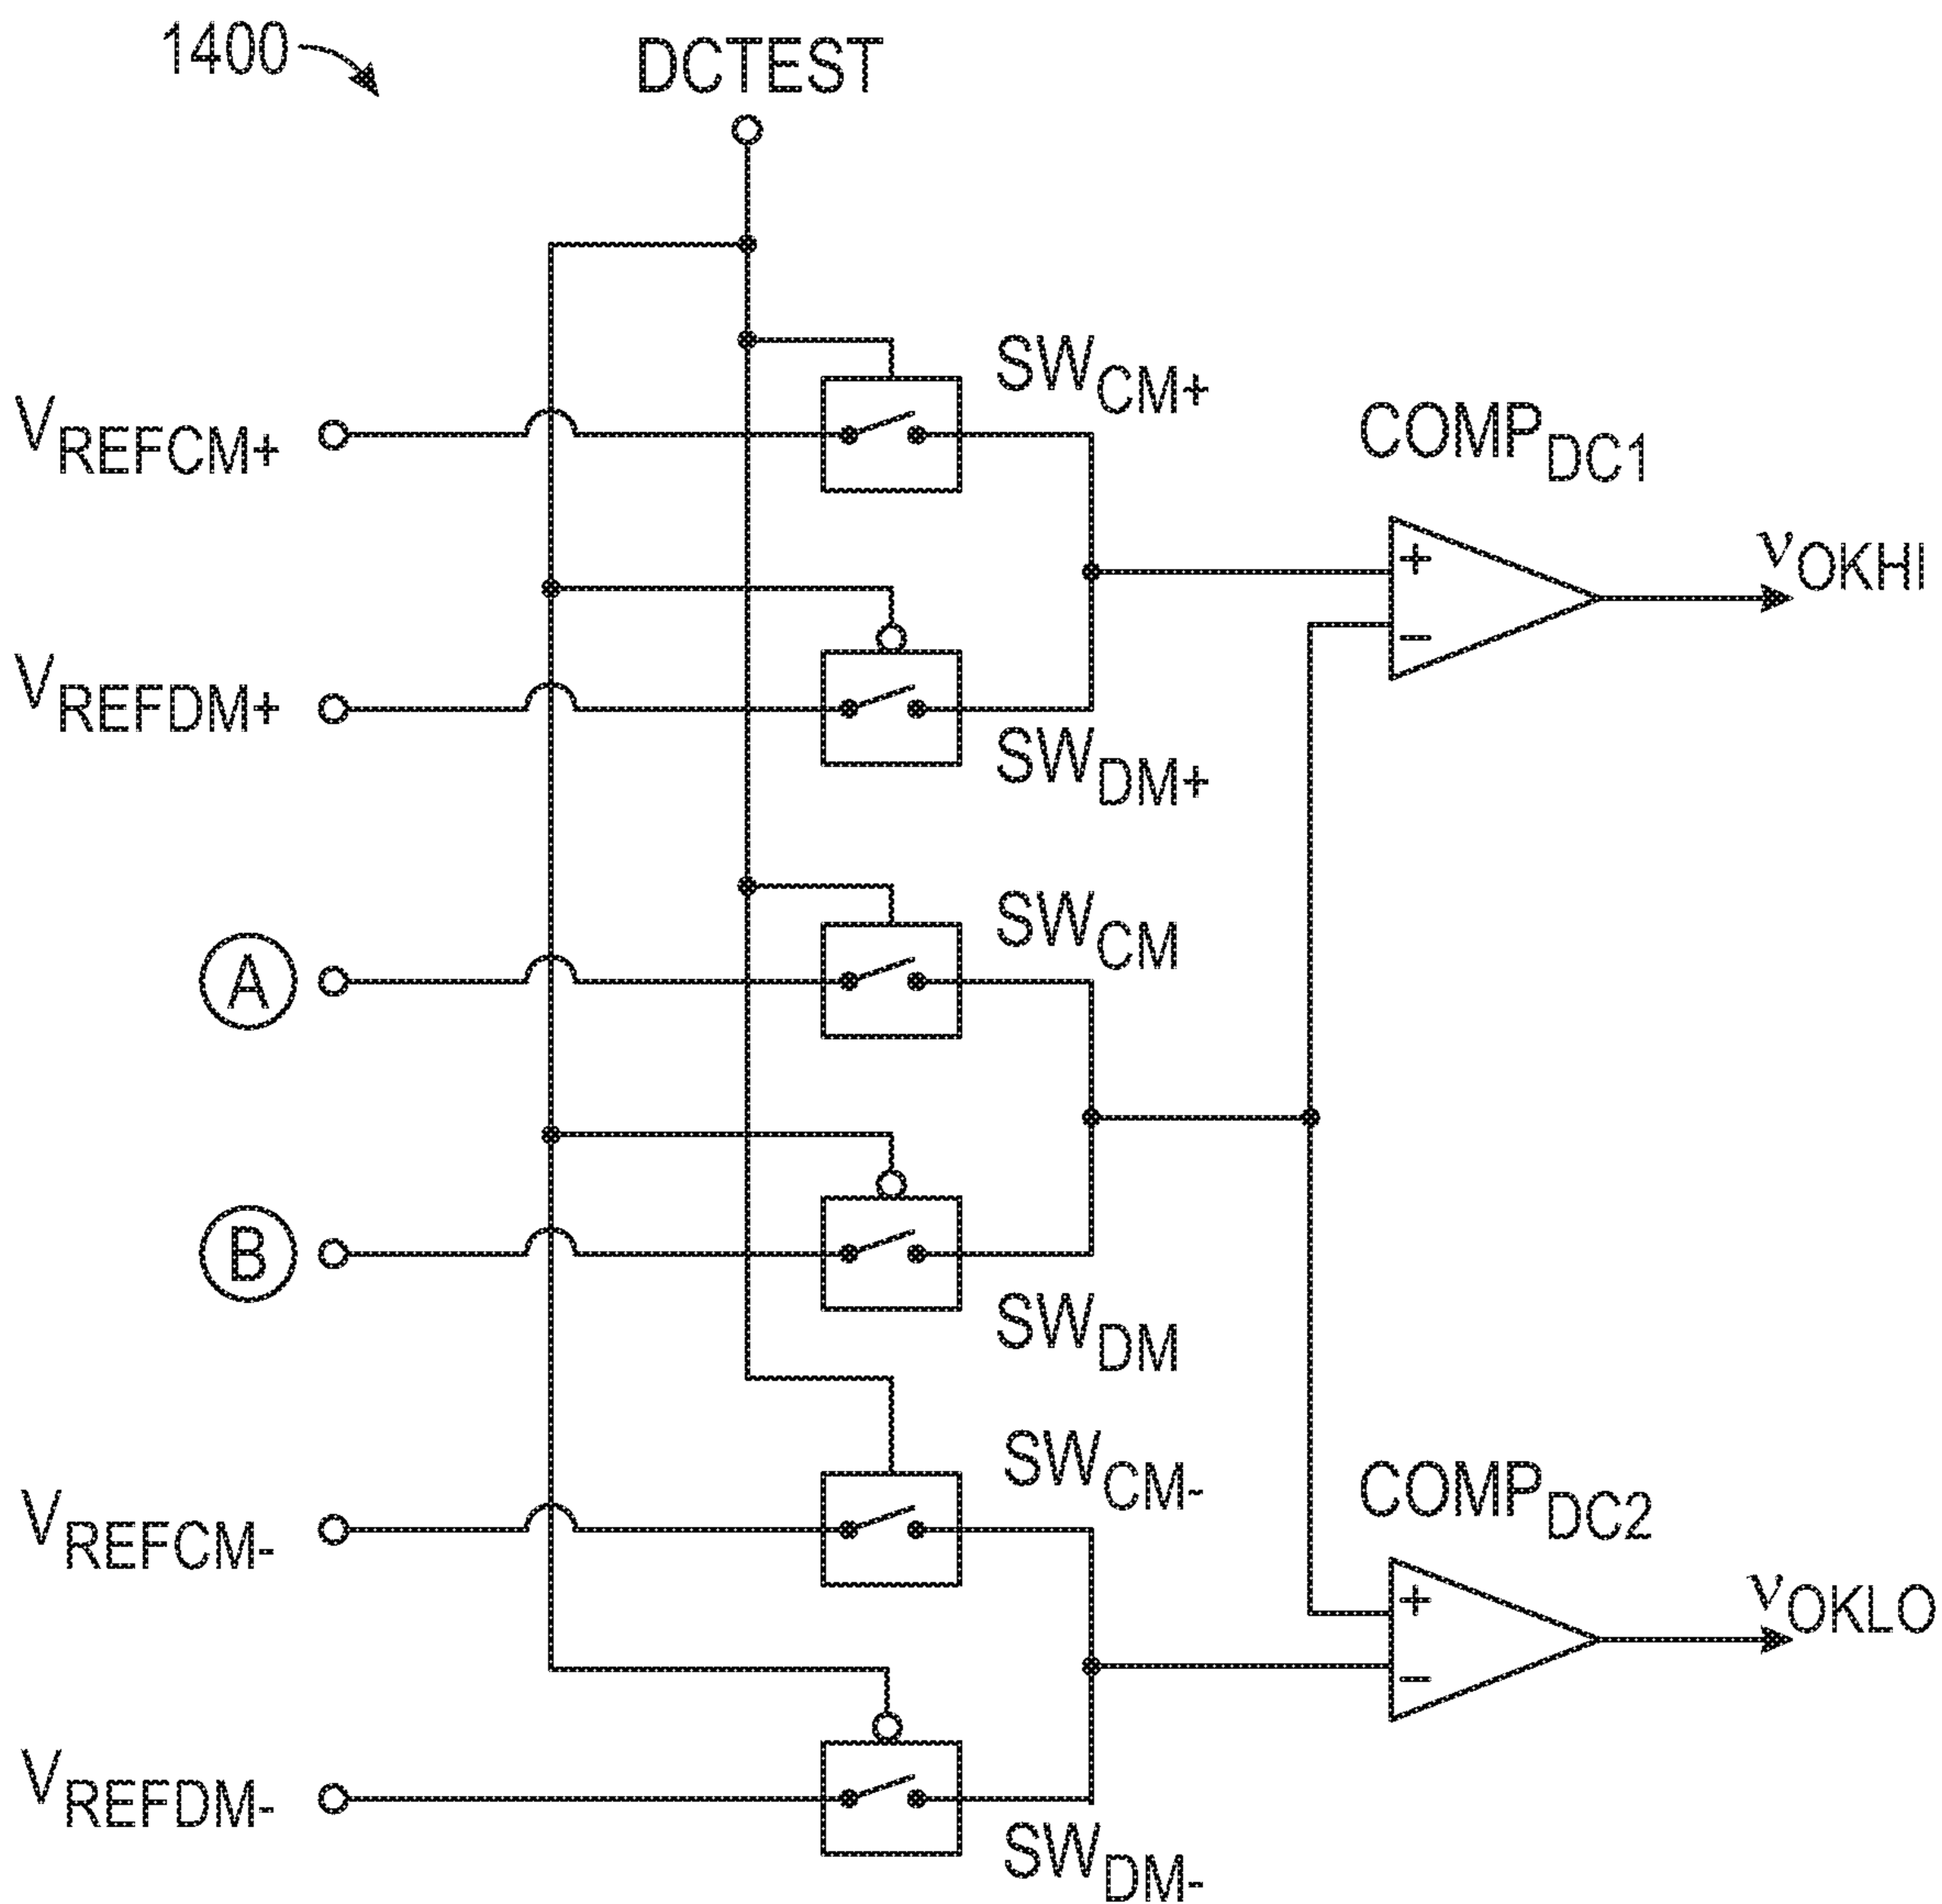 1400
DCTEST
SWCM+
VREFCM+
COMPDC1
+
−
vOKHI
VREFDM+
SWDM+
SWCM
A
B
SWDM
SWCM-
VREFCM-
COMPDC2
+
−
vOKLO
VREFDM-
SWDM-